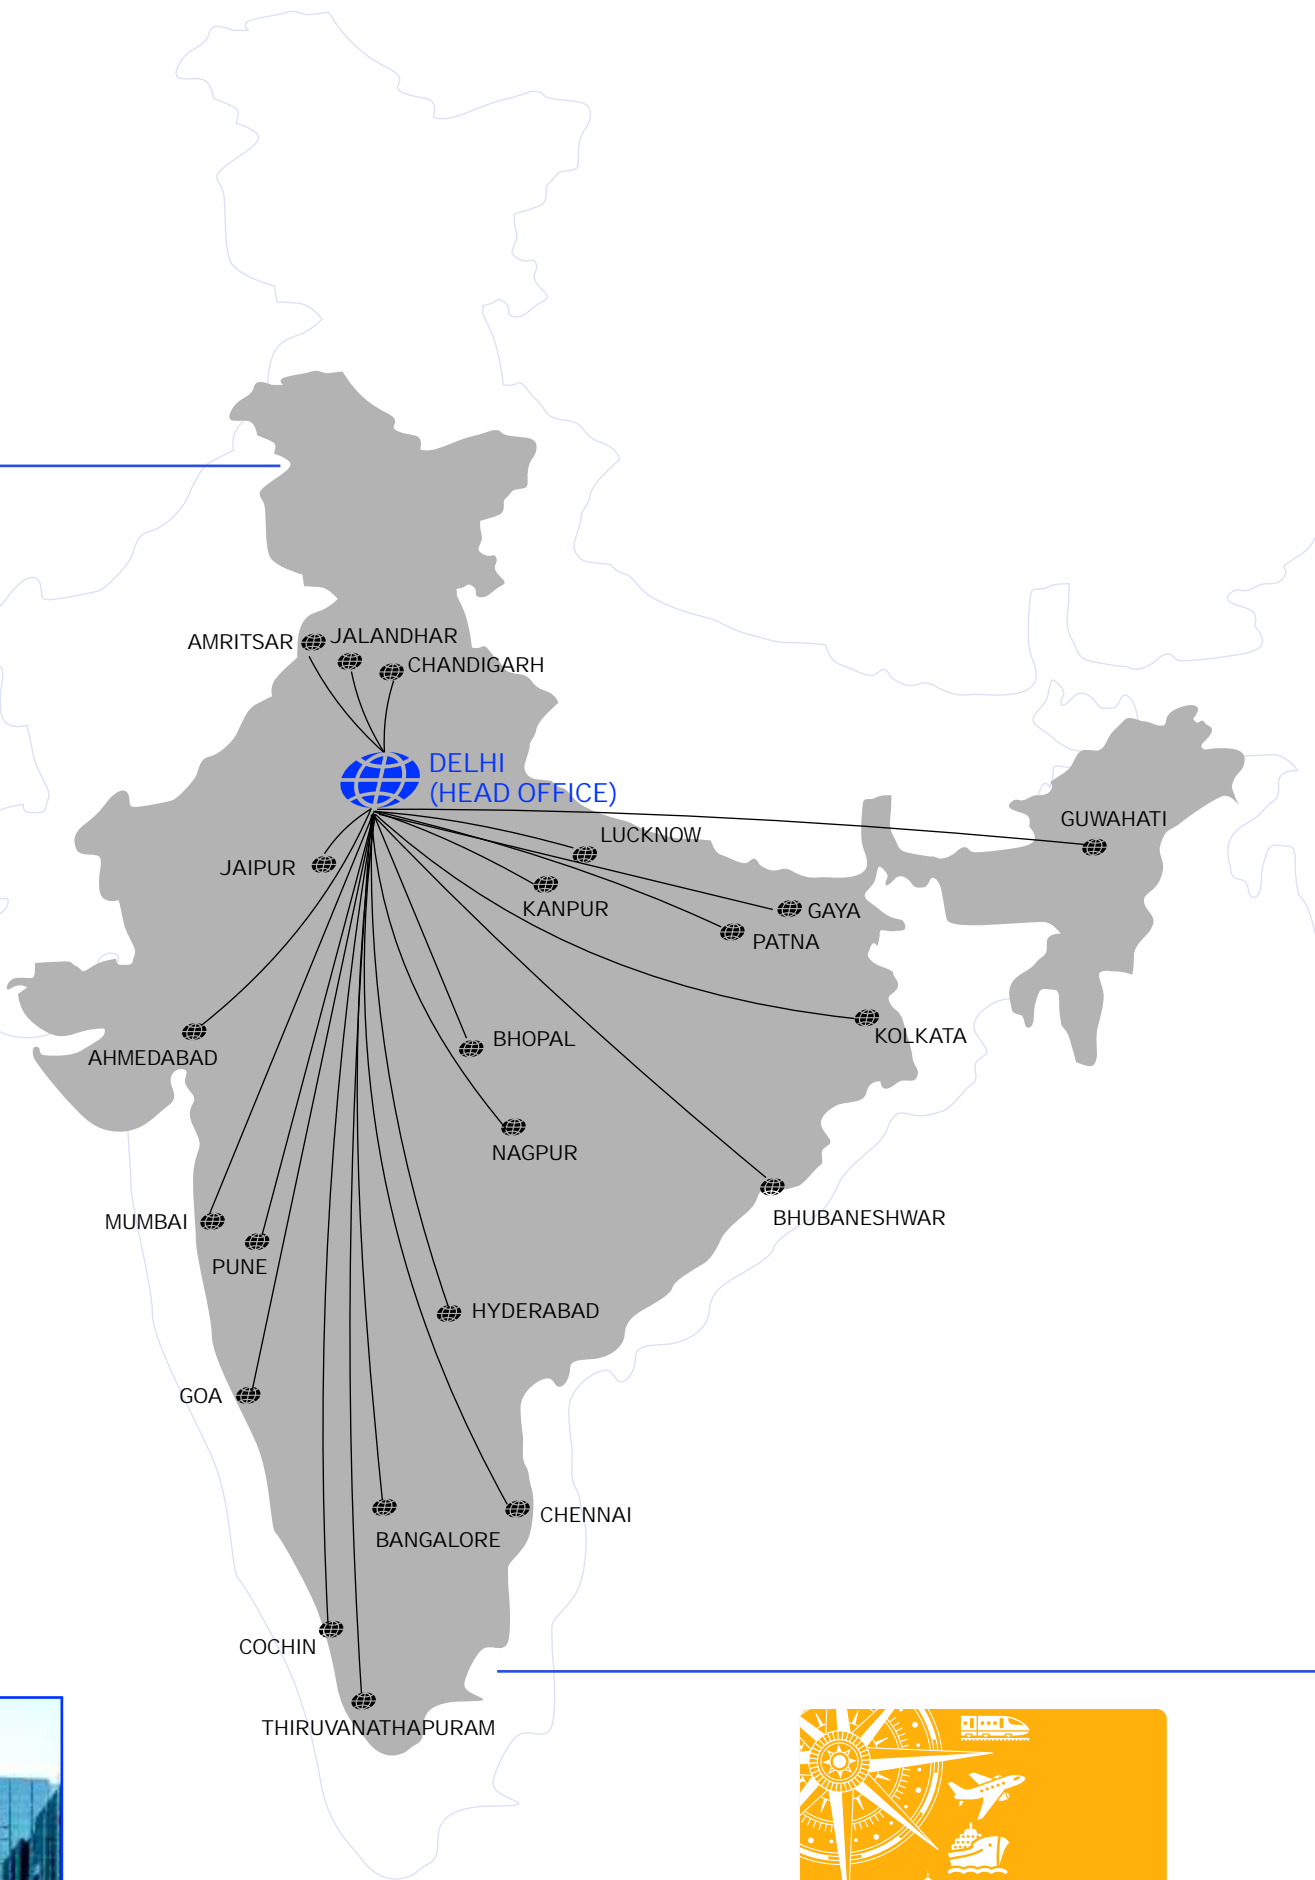 AMRITSAR
JALANDHAR
CHANDIGARH
DELHI
(HEAD OFFICE)
GUWAHATI
LUCKNOW
JAIPUR
KANPUR
GAYA
PATNA
KOLKATA
BHOPAL
AHMEDABAD
NAGPUR
MUMBAI
BHUBANESHWAR
PUNE
HYDERABAD
GOA
CHENNAI
BANGALORE
COCHIN
THIRUVANATHAPURAM